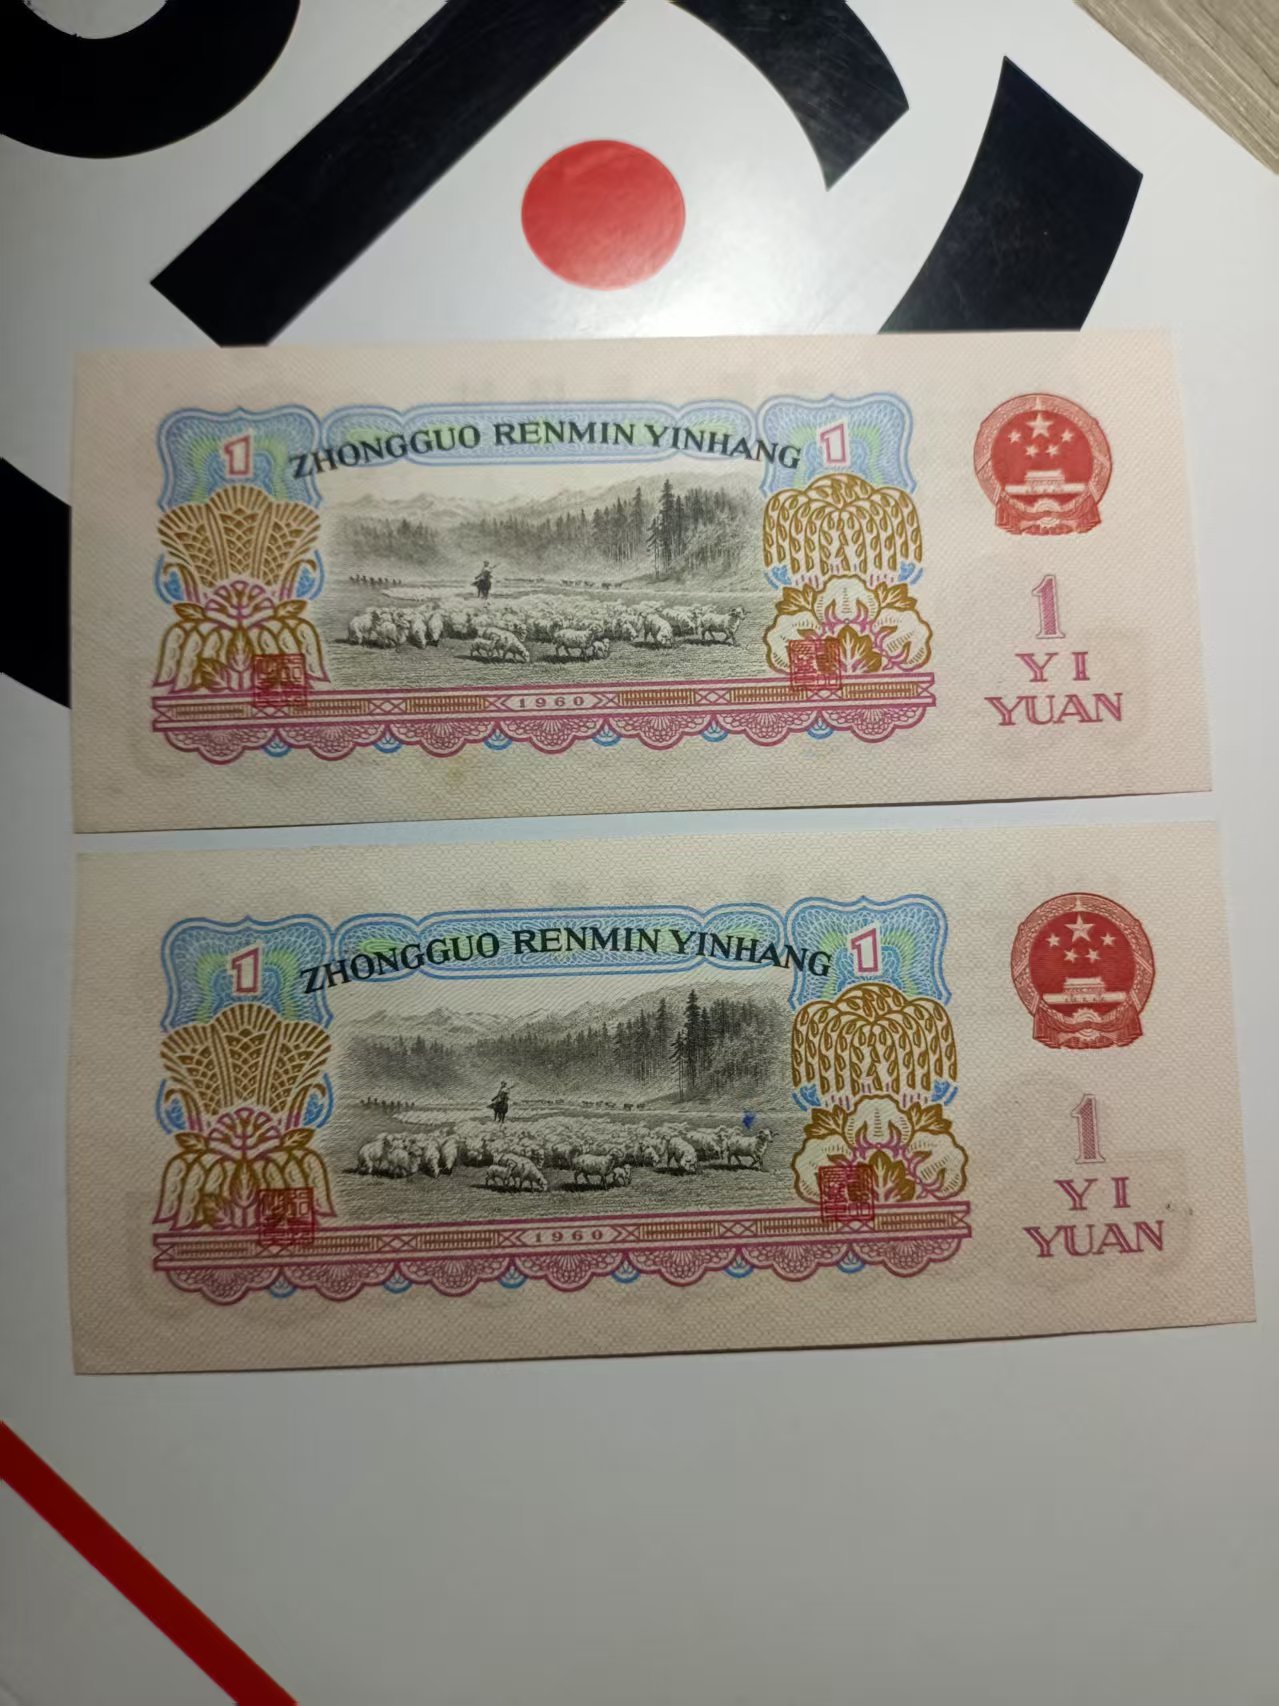 1 ZHONGGUO RENMIN YINHANG 1
1960
1
YI
YUAN
1 ZHONGGUO RENMIN YINHANG 1
1960
1
YI
YUAN